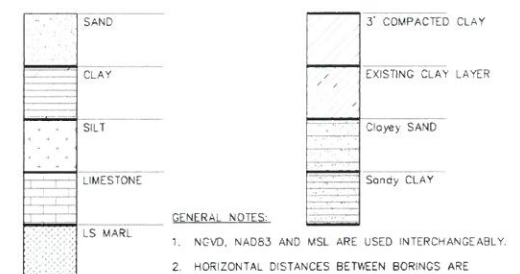 SAND
CLAY
SILT
LIMESTONE
LS MARL
3' COMPACTED CLAY
EXISTING CLAY LAYER
Clayey SAND
Sandy CLAY
GENERAL NOTES:
1. NGVD, NAD83 AND MSL ARE USED INTERCHANGEABLY.
2. HORIZONTAL DISTANCES BETWEEN BORINGS ARE